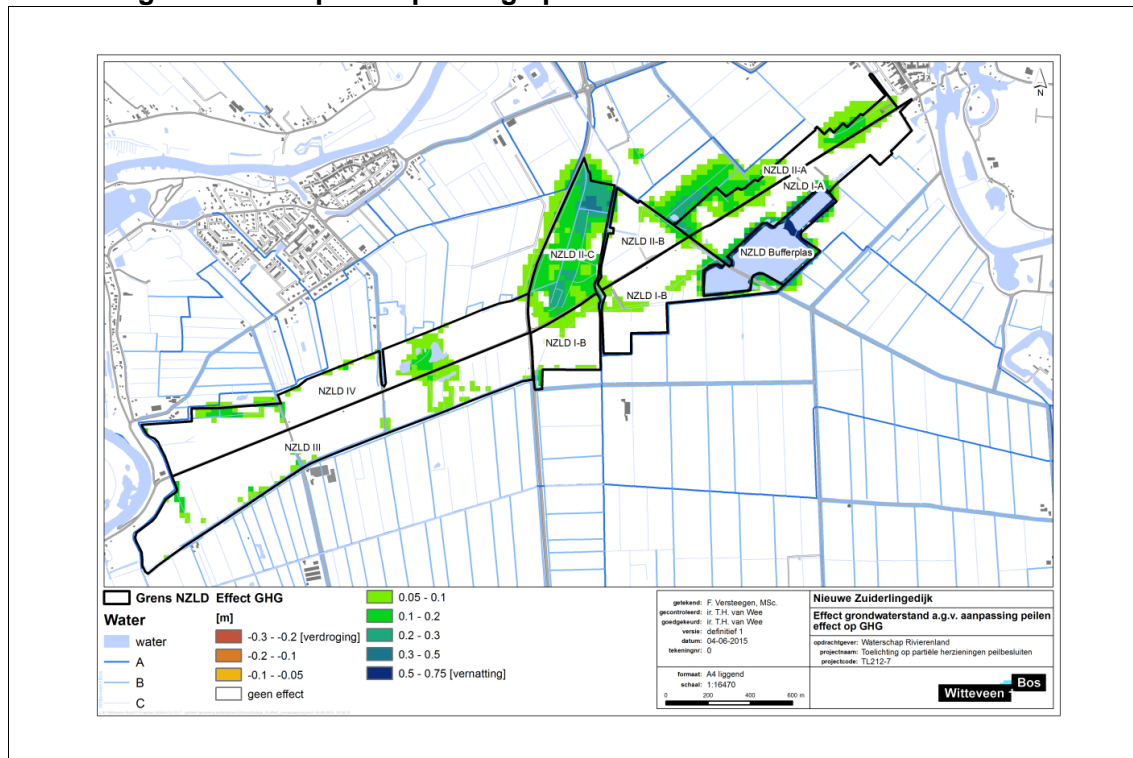 N
NZLD II-A
NZLD I-A
NZLD II-B
NZLD Bufferplas
NZLD II-C
NZLD I-B
NZLD I-B
NZLD IV
NZLD III
Grens NZLD
Water
water
A
B
C
Effect GHG
[m]
-0.3 - -0.2 [verdroging]
-0.2 - -0.1
-0.1 - -0.05
geen effect
0.05 - 0.1
0.1 - 0.2
0.2 - 0.3
0.3 - 0.5
0.5 - 0.75 [vernatting]
getekend: F. Versteegen, MSc.
gecontroleerd: ir. T.H. van Wee
goedgekeurd: ir. T.H. van Wee
versie: definitief 1
datum: 04-06-2015
tekeningnr: 0
formaat: A4 liggend
schaal: 1:16470
0 200 400 600 m
Nieuwe Zuiderlingedijk
Effect grondwaterstand a.g.v. aanpassing peilen
effect op GHG
opdrachtgever: Waterschap Rivierenland
projectnaam: Toelichting op partiële herzieningen peilbesluiten
projectcode: TL212-7
Witteveen + Bos